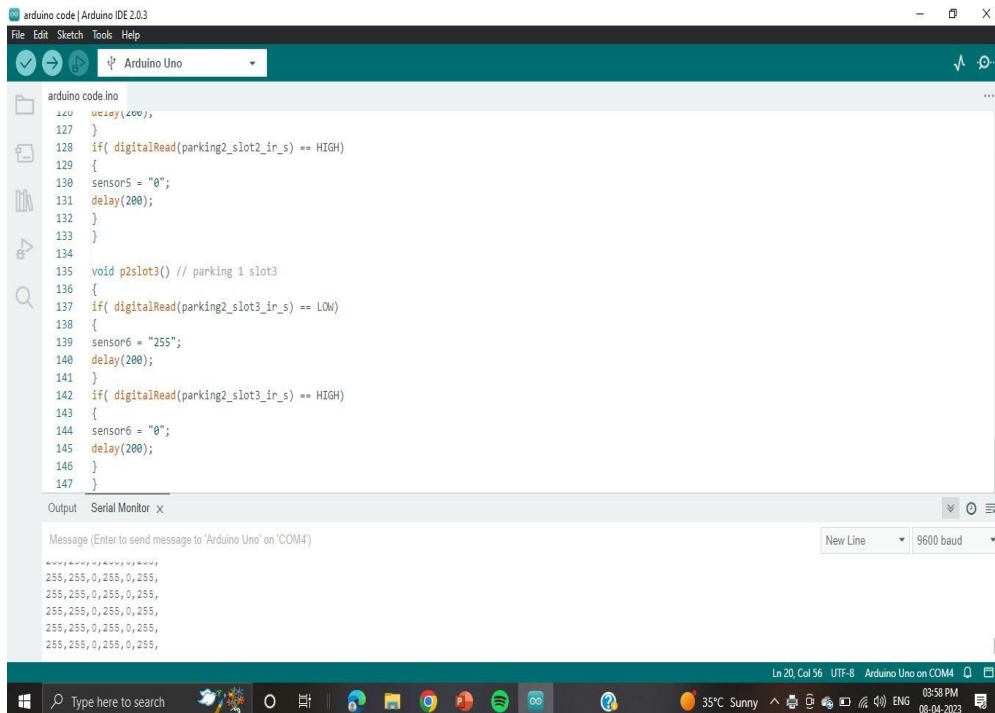 arduino code | Arduino IDE 2.0.3
File Edit Sketch Tools Help
Arduino Uno
arduino code.ino
126 delay(200);
127 }
128 if( digitalRead(parking2_slot2_ir_s) == HIGH)
129 {
130 sensor5 = "0";
131 delay(200);
132 }
133 }
134
135 void p2slot3() // parking 1 slot3
136 {
137 if( digitalRead(parking2_slot3_ir_s) == LOW)
138 {
139 sensor6 = "255";
140 delay(200);
141 }
142 if( digitalRead(parking2_slot3_ir_s) == HIGH)
143 {
144 sensor6 = "0";
145 delay(200);
146 }
147 }
Output Serial Monitor x
Message (Enter to send message to 'Arduino Uno' on 'COM4')
New Line 9600 baud
255,255,0,255,0,255,
255,255,0,255,0,255,
255,255,0,255,0,255,
255,255,0,255,0,255,
255,255,0,255,0,255,
Ln 20, Col 56 UTF-8 Arduino Uno on COM4
Type here to search
35°C Sunny
ENG
03:58 PM
08-04-2023